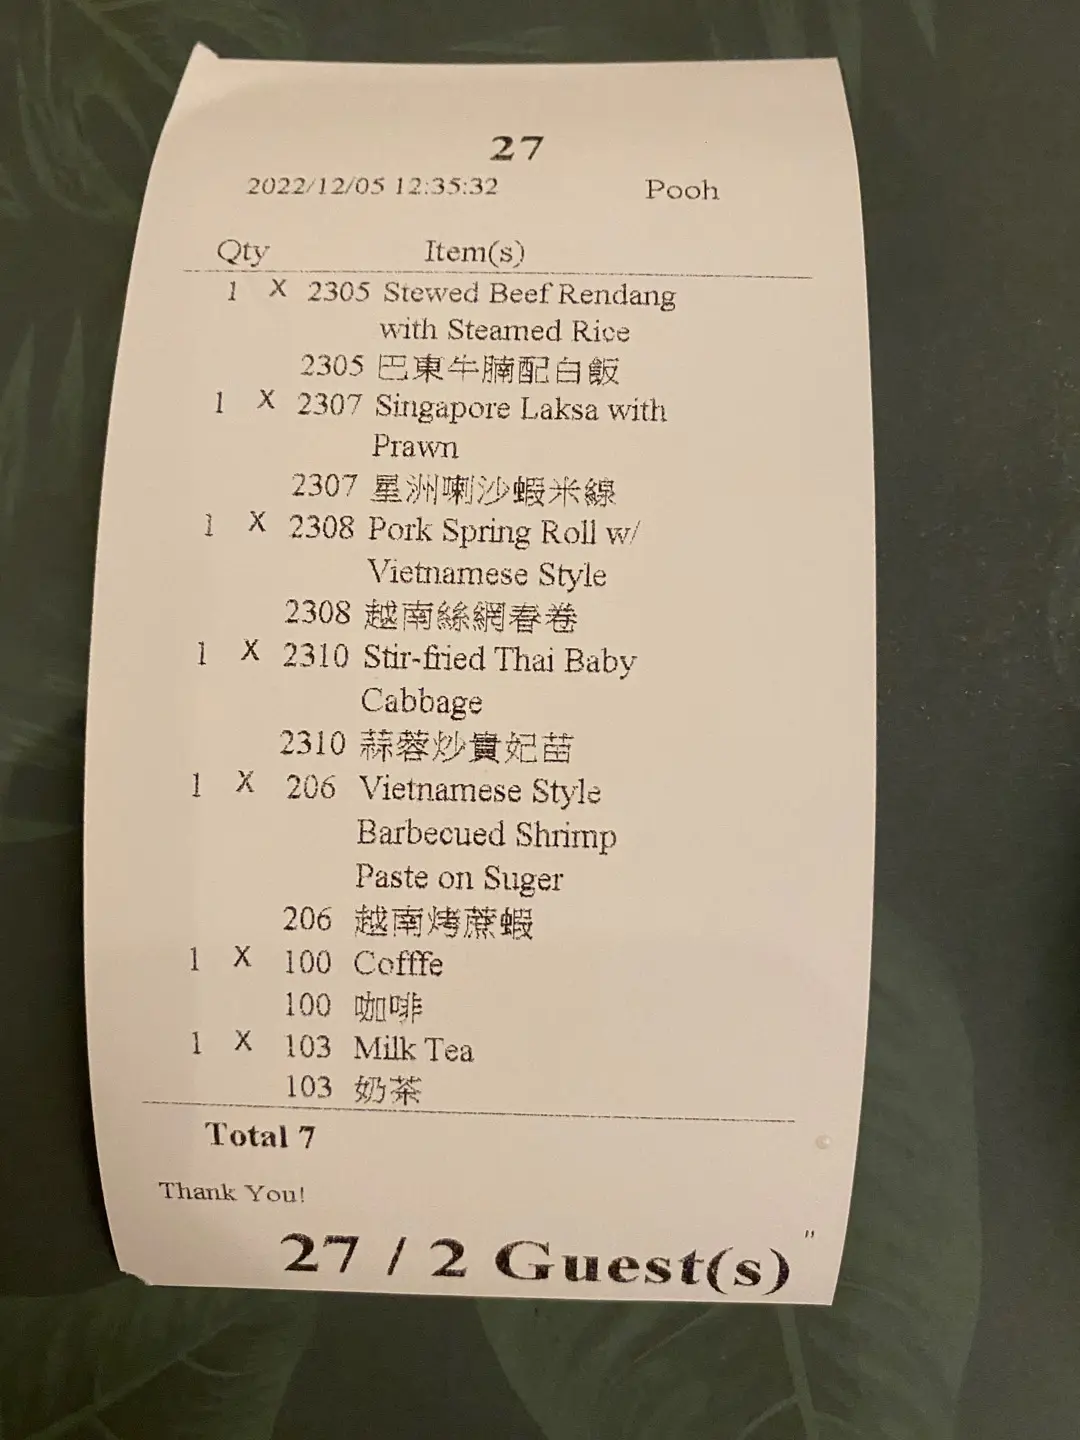 27
2022/12/05 12:35:32 Pooh
Qty Item(s)
1 X 2305 Stewed Beef Rendang
with Steamed Rice
2305 巴東牛腩配白飯
1 X 2307 Singapore Laksa with
Prawn
2307 星洲喇沙蝦米線
1 X 2308 Pork Spring Roll w/
Vietnamese Style
2308 越南絲網春卷
1 X 2310 Stir-fried Thai Baby
Cabbage
2310 蒜蓉炒貴妃苗
1 X 206 Vietnamese Style
Barbecued Shrimp
Paste on Suger
206 越南烤蔗蝦
1 X 100 Cofffe
100 咖啡
1 X 103 Milk Tea
103 奶茶
Total 7
Thank You!
27 / 2 Guest(s) "